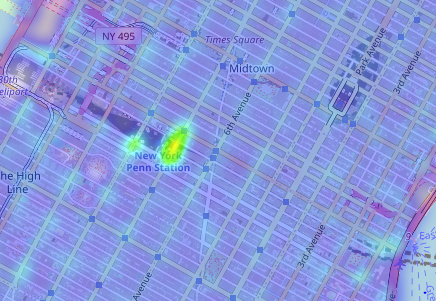 NY 495
Times Square
Park Avenue
3rd Avenue
Midtown
30th
6th Avenue
New York
Penn Station
The High
Line
3rd Avenue
Avenue